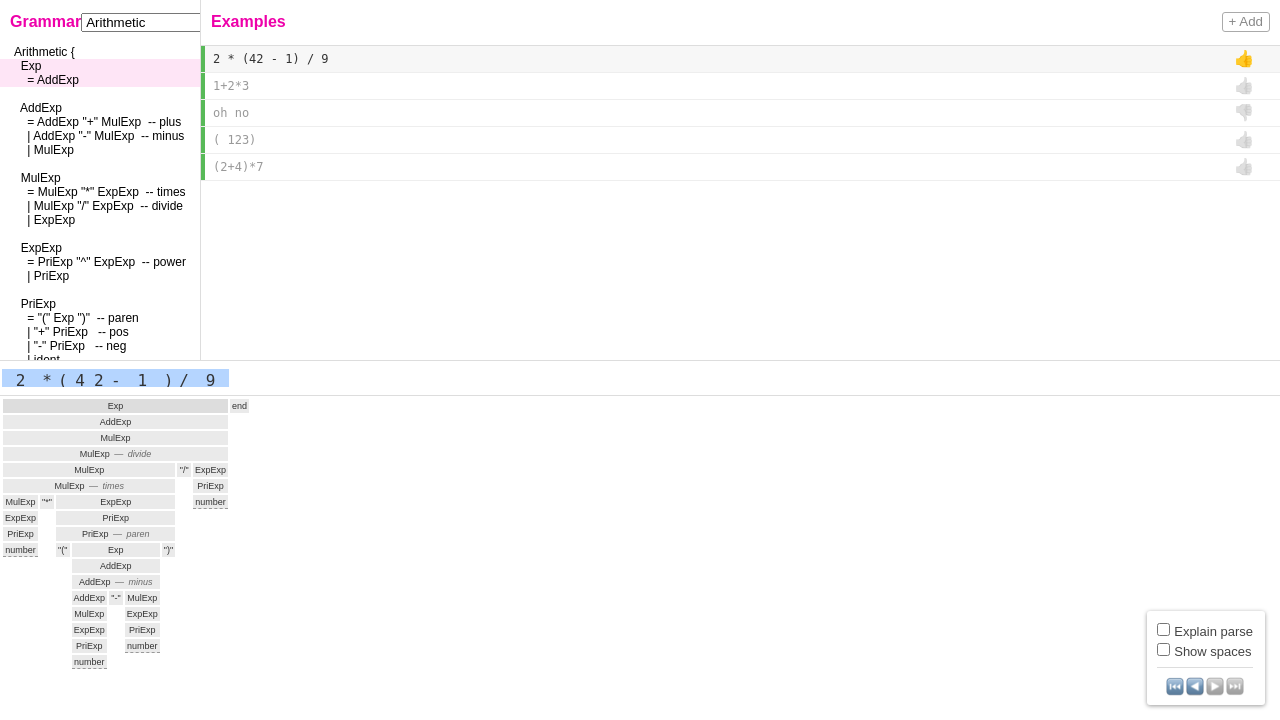 Grammar Arithmetic
Examples
+ Add
Arithmetic {
Exp
= AddExp
AddExp
= AddExp "+" MulExp -- plus
| AddExp "-" MulExp -- minus
| MulExp
MulExp
= MulExp "*" ExpExp -- times
| MulExp "/" ExpExp -- divide
| ExpExp
ExpExp
= PriExp "^" ExpExp -- power
| PriExp
PriExp
= "(" Exp ")" -- paren
| "+" PriExp -- pos
| "-" PriExp -- neg
| ident
2 * (42 - 1) / 9
1+2*3
oh no
( 123)
(2+4)*7
2 * ( 4 2 - 1 ) / 9
Exp end
AddExp
MulExp
MulExp — divide
MulExp "/" ExpExp
MulExp — times PriExp
MulExp "*" ExpExp number
ExpExp PriExp
PriExp PriExp — paren
number "(" Exp ")"
AddExp
AddExp — minus
AddExp "-" MulExp
MulExp ExpExp
ExpExp PriExp
PriExp number
number
Explain parse
Show spaces